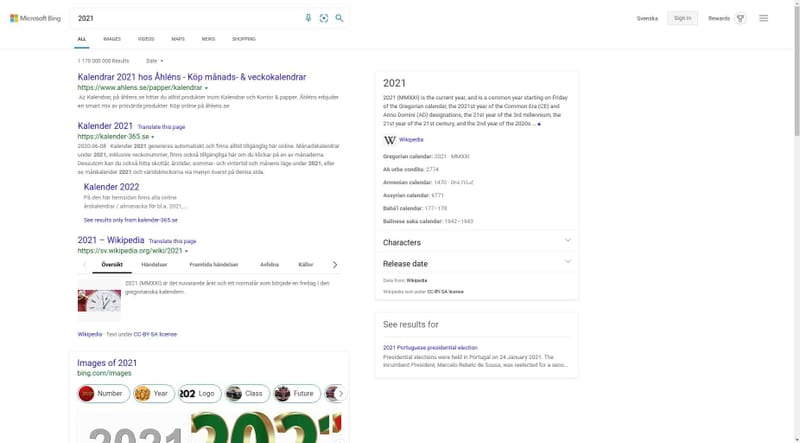 Microsoft Bing
2021
Svenska
Sign in
Rewards
ALL IMAGES VIDEOS MAPS NEWS SHOPPING
1 170 000 000 Results Date
Kalendrar 2021 hos Åhléns - Köp månads- & veckokalendrar
https://www.ahlens.se/papper/kalendrar
Ad Kalendrar, på åhlens.se hittar du alltid produkter inom Kalendrar och Kontor & papper. Åhléns erbjuder
en smart mix av prisvärda produkter. Köp online på åhlens.se
Kalender 2021 Translate this page
https://kalender-365.se
2020-06-08 · Kalender 2021 genereras automatiskt och finns alltid tillgänglig här online. Månadskalendrar
under 2021, inklusive veckonummer, finns också tillgängliga här om du klickar på en av månaderna.
Dessutom kan du också hitta skottår, årstider, sommar- och vintertid och månens läge under 2021, eller
se månkalender 2021 och världsklockorna via menyn överst på denna sida.
Kalender 2022
På den här hemsidan finns alla online
årskalendrar / almanacka för bl.a. 2021,...
See results only from kalender-365.se
2021 – Wikipedia Translate this page
https://sv.wikipedia.org/wiki/2021
Översikt Händelser Framtida händelser Avlidna Källor
2021 (MMXXI) är det nuvarande året och ett normalår som började en fredag i den
gregorianska kalendern.
Wikipedia · Text under CC-BY-SA license
Images of 2021
bing.com/images
Number Year Logo Class Future
2021
2021
2021 (MMXXI) is the current year, and is a common year starting on Friday
of the Gregorian calendar, the 2021st year of the Common Era (CE) and
Anno Domini (AD) designations, the 21st year of the 3rd millennium, the
21st year of the 21st century, and the 2nd year of the 2020s ...
Wikipedia
Gregorian calendar: 2021 · MMXXI
Ab urbe condita: 2774
Armenian calendar: 1470
Assyrian calendar: 6771
Bahá'í calendar: 177–178
Balinese saka calendar: 1942–1943
Characters
Release date
Data from: Wikipedia
Wikipedia text under CC-BY-SA license
See results for
2021 Portuguese presidential election
Presidential elections were held in Portugal on 24 January 2021. The
incumbent President, Marcelo Rebelo de Sousa, was reelected for a seco...